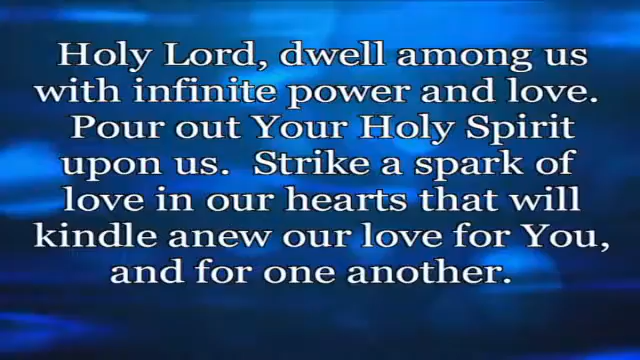 Holy Lord, dwell among us
with infinite power and love.
Pour out Your Holy Spirit
upon us.  Strike a spark of
love in our hearts that will
kindle anew our love for You,
and for one another.